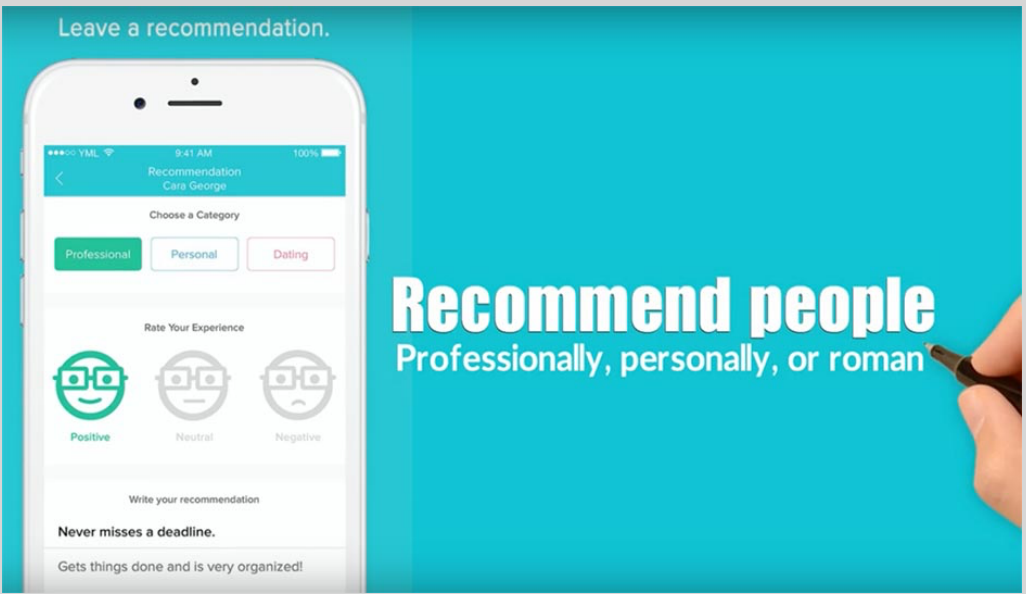 Leave a recommendation.
YML 9:41 AM 100%
Recommendation
Cara George
Choose a Category
Professional Personal Dating
Rate Your Experience
Positive Neutral Negative
Write your recommendation
Never misses a deadline.
Gets things done and is very organized!
Recommend people
Professionally, personally, or roman